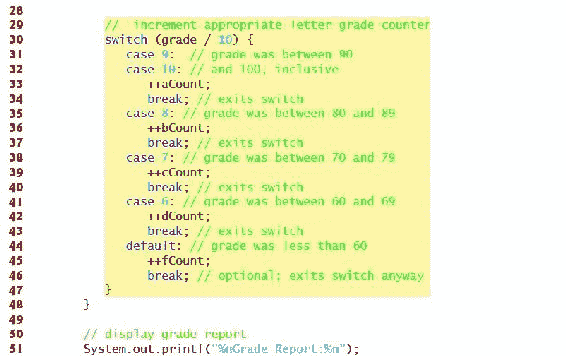 28
29 // increment appropriate letter grade counter
30 switch (grade / 10) {
31 case 9: // grade was between 90
32 case 10: // and 100, inclusive
33 ++aCount;
34 break; // exits switch
35 case 8: // grade was between 80 and 89
36 ++bCount;
37 break; // exits switch
38 case 7: // grade was between 70 and 79
39 ++cCount;
40 break; // exits switch
41 case 6: // grade was between 60 and 69
42 ++dCount;
43 break; // exits switch
44 default: // grade was less than 60
45 ++fCount;
46 break; // optional; exits switch anyway
47 }
48 }
49
50 // display grade report
51 System.out.printf("%nGrade Report:%n");